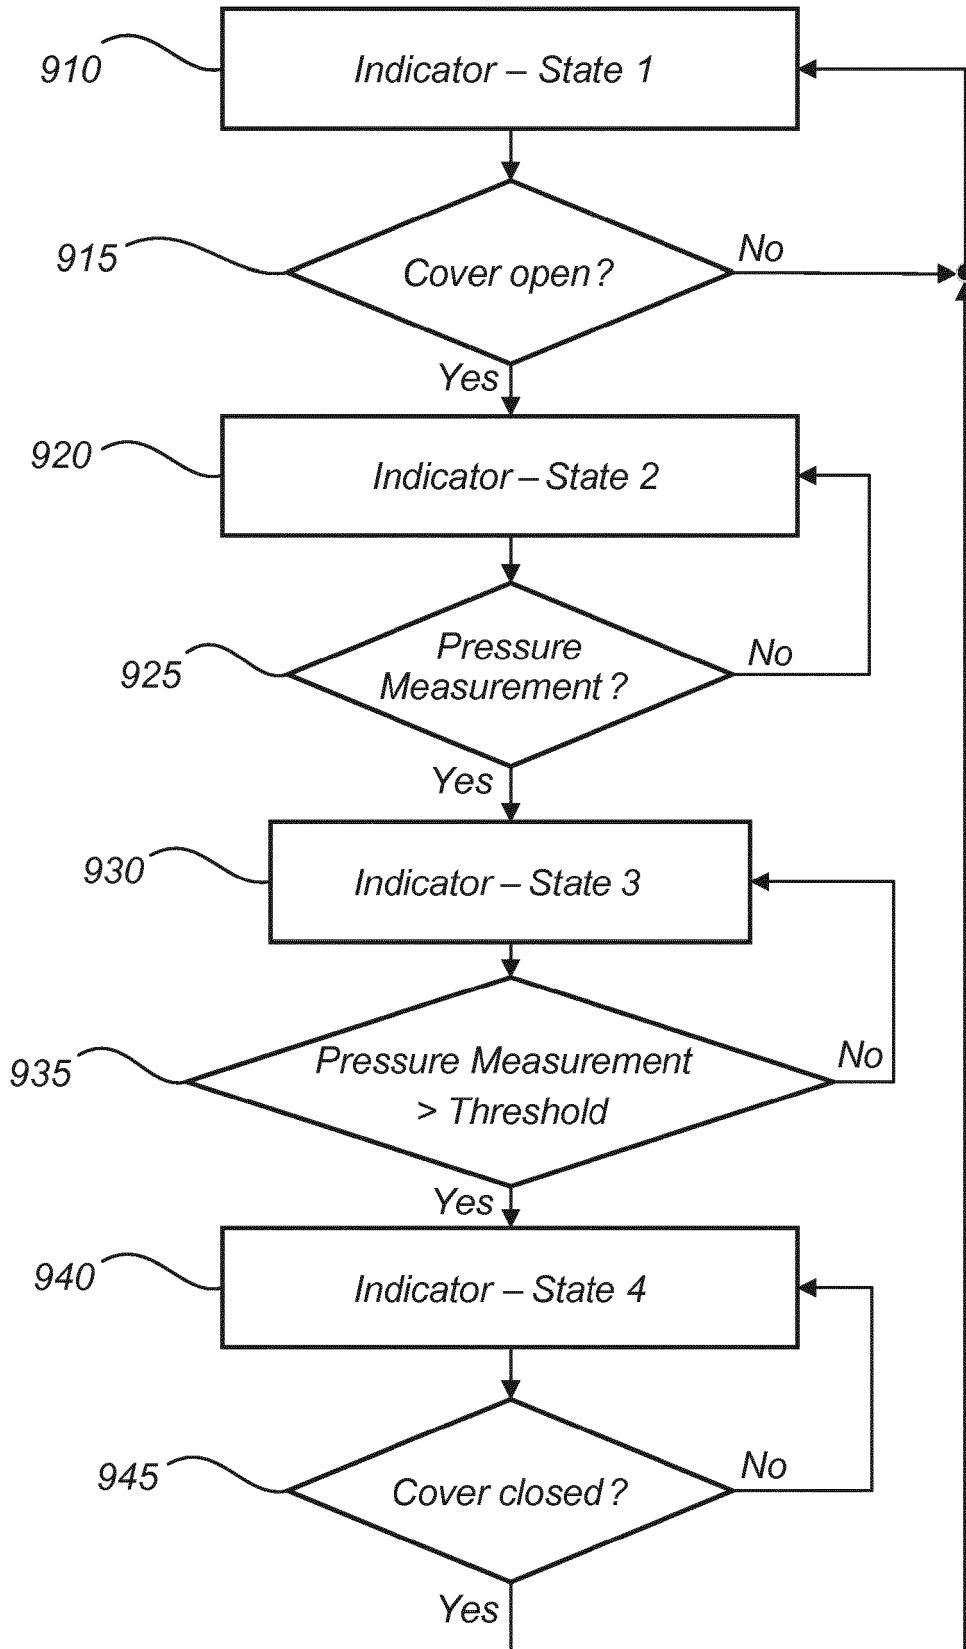 910
Indicator – State 1
915
Cover open?
No
Yes
920
Indicator – State 2
925
Pressure
Measurement?
No
Yes
930
Indicator – State 3
935
Pressure Measurement
> Threshold
No
Yes
940
Indicator – State 4
945
Cover closed?
No
Yes